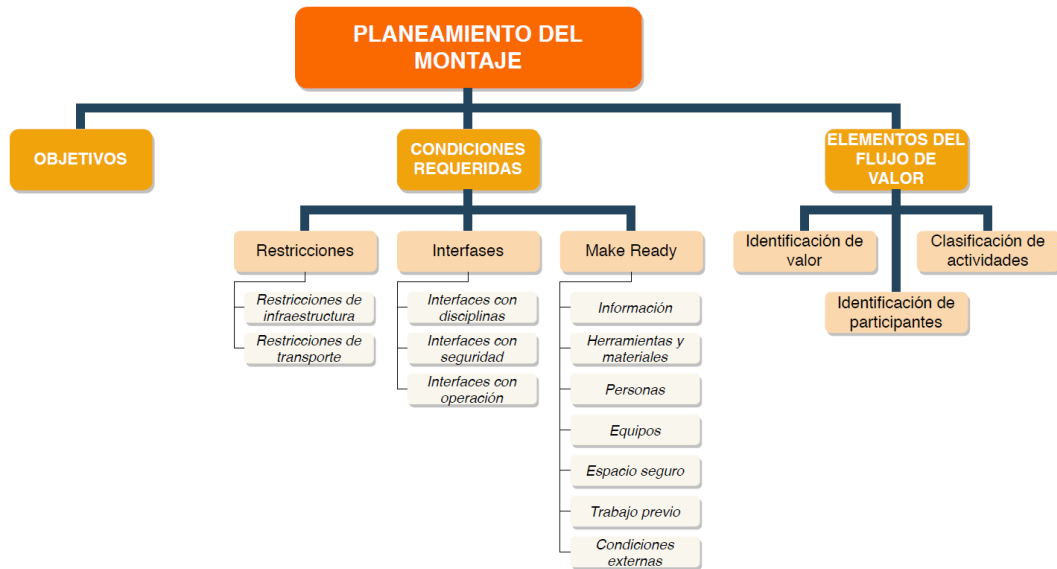 PLANEAMIENTO DEL
MONTAJE
OBJETIVOS
CONDICIONES
REQUERIDAS
ELEMENTOS DEL
FLUJO DE
VALOR
Restricciones
Restricciones de
infraestructura
Restricciones de
transporte
Interfases
Interfaces con
disciplinas
Interfaces con
seguridad
Interfaces con
operación
Make Ready
Información
Herramientas y
materiales
Personas
Equipos
Espacio seguro
Trabajo previo
Condiciones
externas
Identificación de
valor
Clasificación de
actividades
Identificación de
participantes